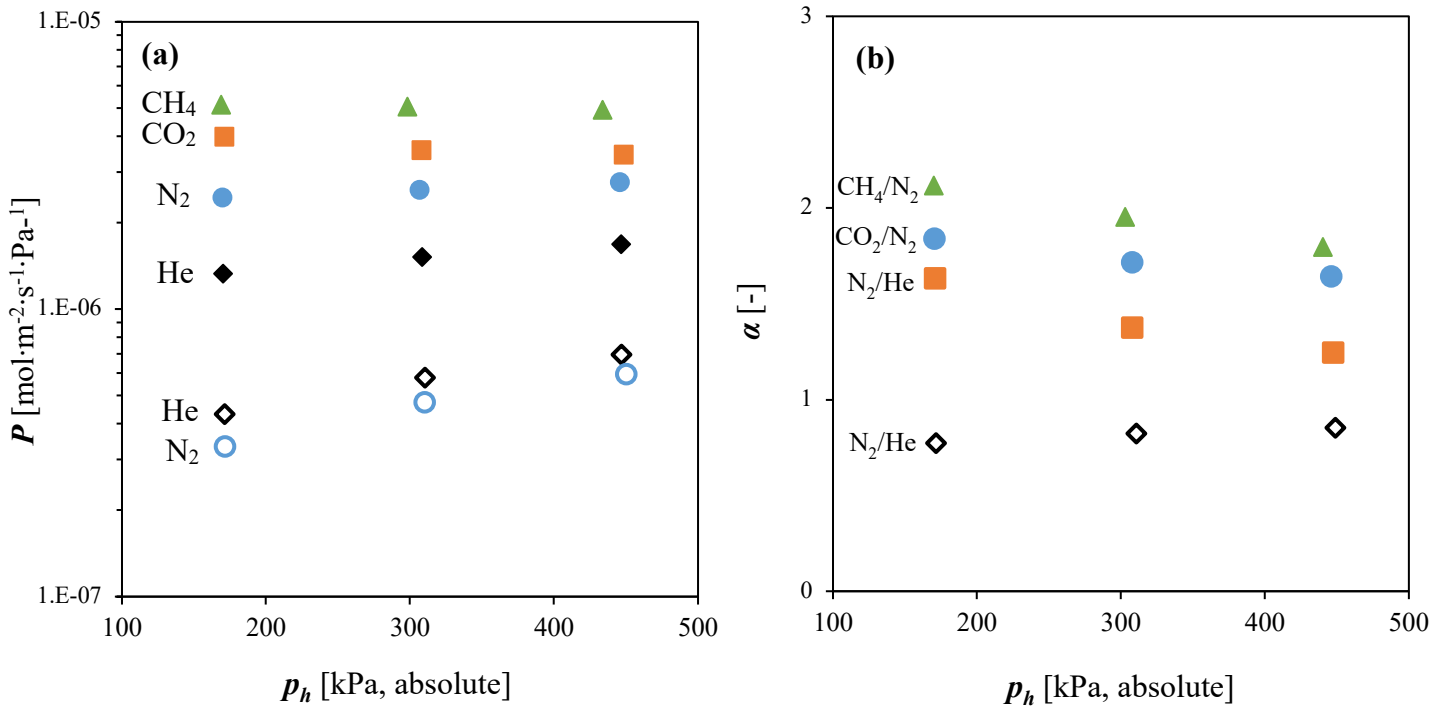 (a)
1.E-05
1.E-06
1.E-07
P [mol·m-2·s-1·Pa-1]
CH4
CO2
N2
He
He
N2
100 200 300 400 500
ph [kPa, absolute]
(b)
3
2
1
0
α [-]
CH4/N2
CO2/N2
N2/He
N2/He
100 200 300 400 500
ph [kPa, absolute]